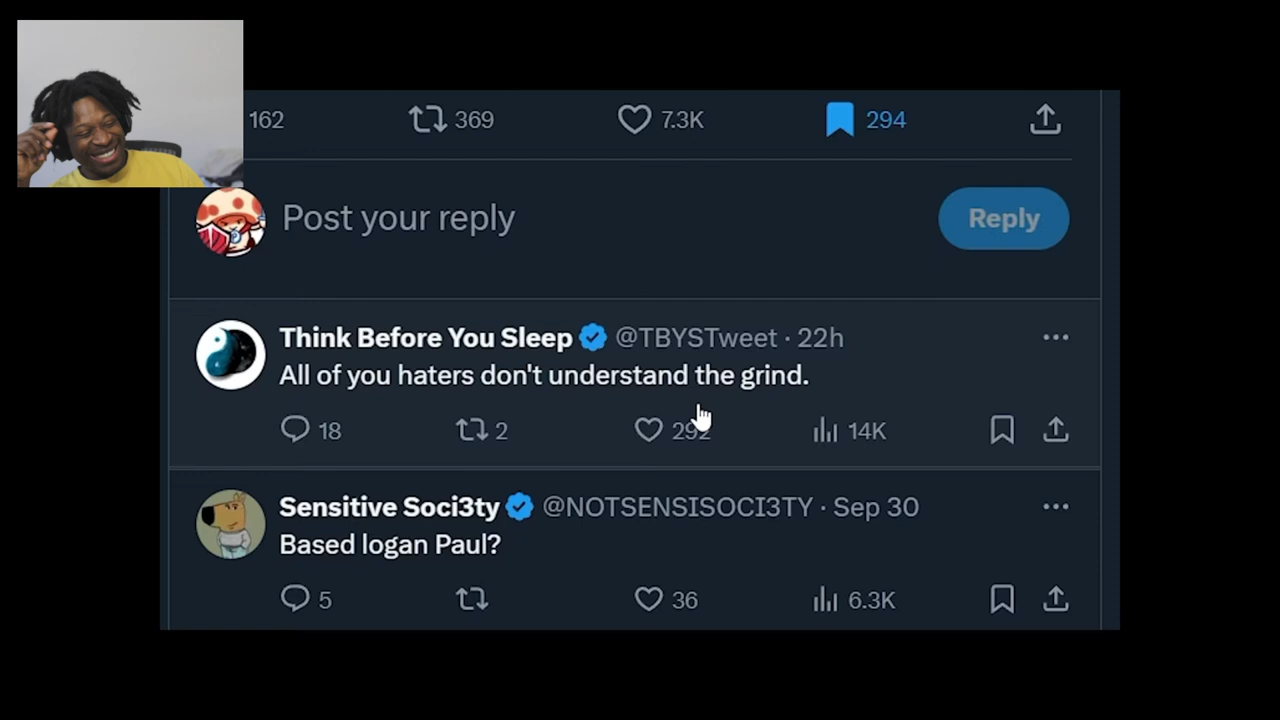 162 369 7.3K 294
Post your reply Reply
Think Before You Sleep @TBYSTweet · 22h
All of you haters don't understand the grind.
18 2 292 14K
Sensitive Soci3ty @NOTSENSISOCI3TY · Sep 30
Based logan Paul?
5 36 6.3K